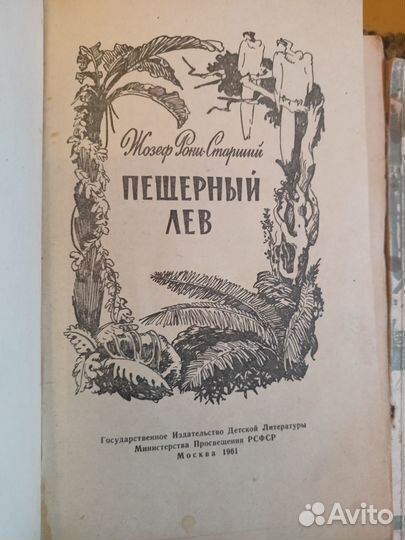 Жозеф Рони-Старший
ПЕЩЕРНЫЙ
ЛЕВ
Государственное Издательство Детской Литературы
Министерства Просвещения РСФСР
Москва 1961
Avito